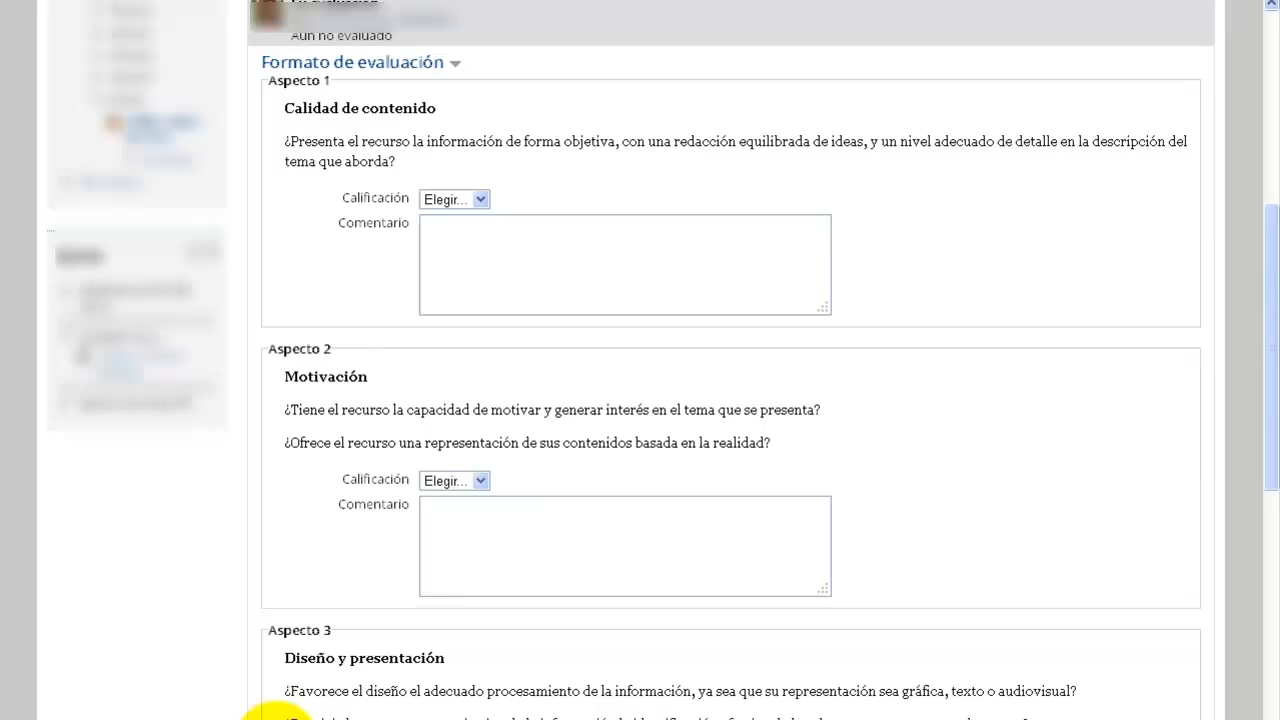 Aún no evaluado
Formato de evaluación
Aspecto 1
Calidad de contenido
¿Presenta el recurso la información de forma objetiva, con una redacción equilibrada de ideas, y un nivel adecuado de detalle en la descripción del
tema que aborda?
Calificación Elegir...
Comentario
Aspecto 2
Motivación
¿Tiene el recurso la capacidad de motivar y generar interés en el tema que se presenta?
¿Ofrece el recurso una representación de sus contenidos basada en la realidad?
Calificación Elegir...
Comentario
Aspecto 3
Diseño y presentación
¿Favorece el diseño el adecuado procesamiento de la información, ya sea que su representación sea gráfica, texto o audiovisual?